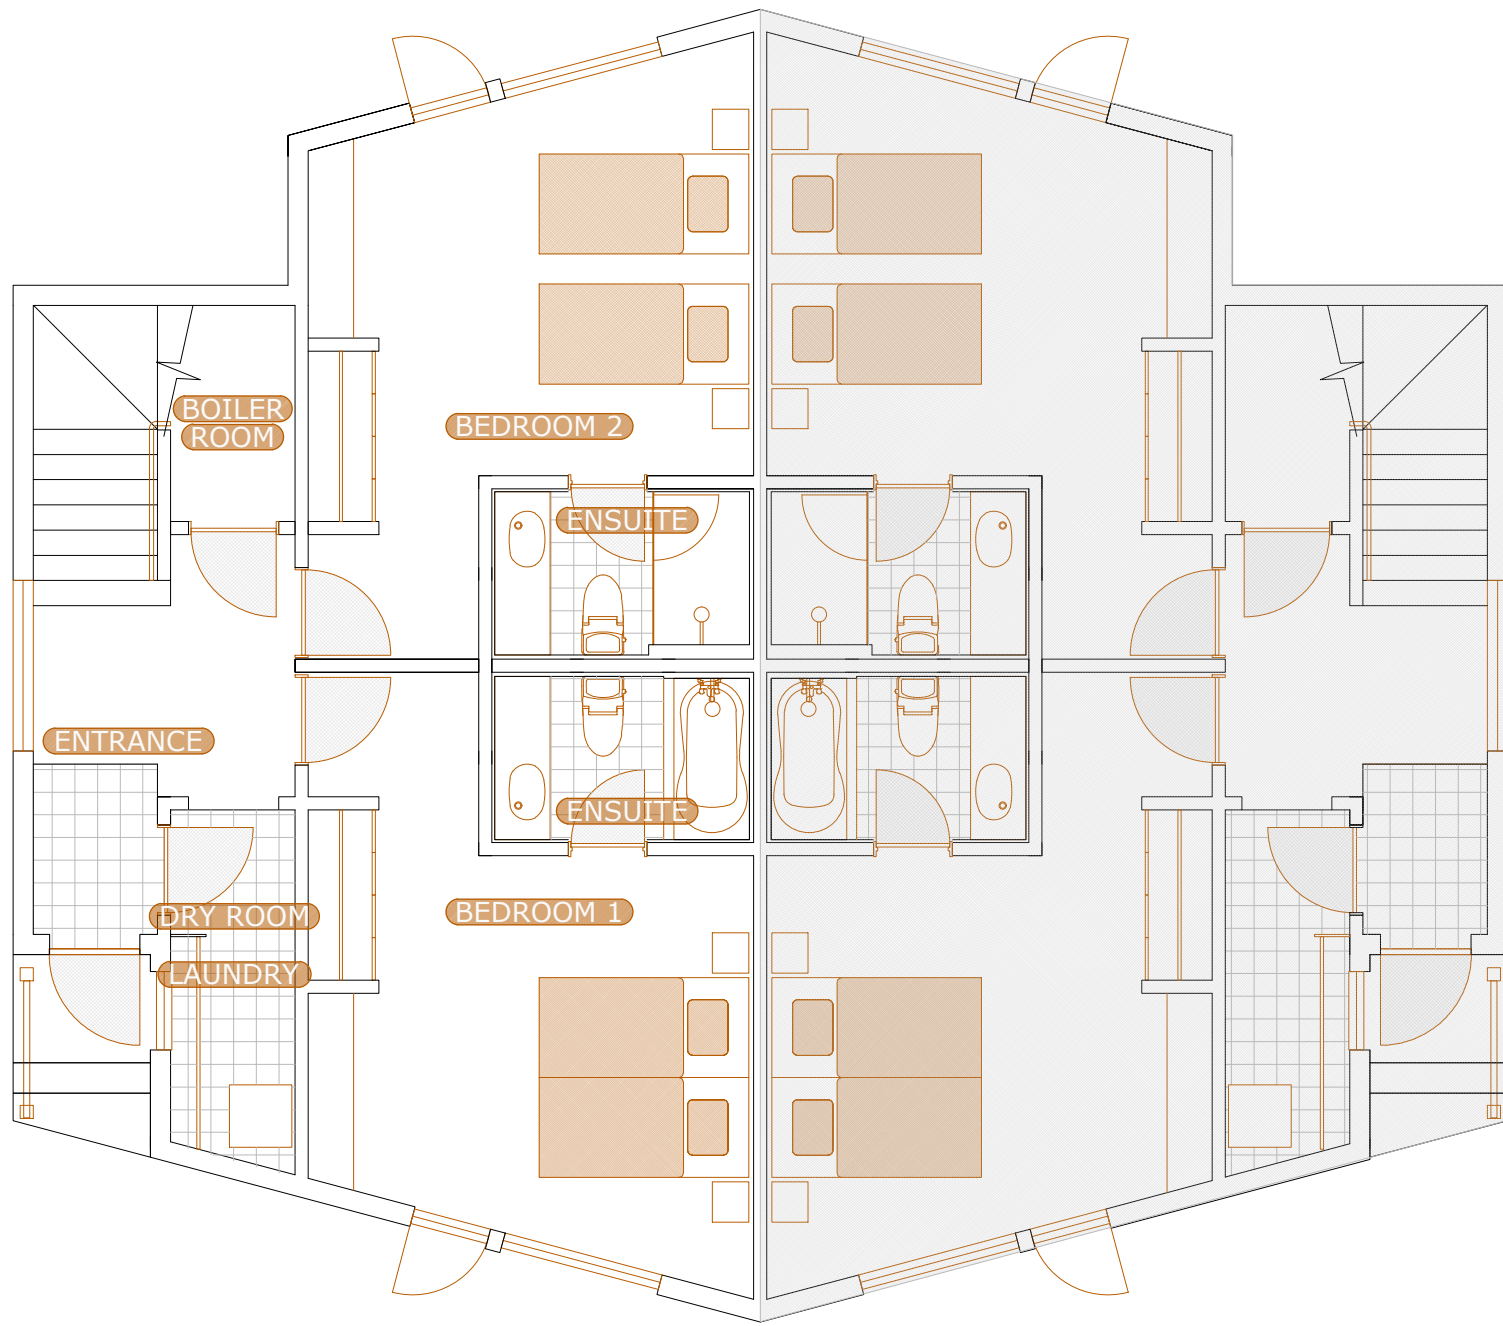 BOILER
ROOM
BEDROOM 2
ENSUITE
ENTRANCE
ENSUITE
DRY ROOM
BEDROOM 1
LAUNDRY